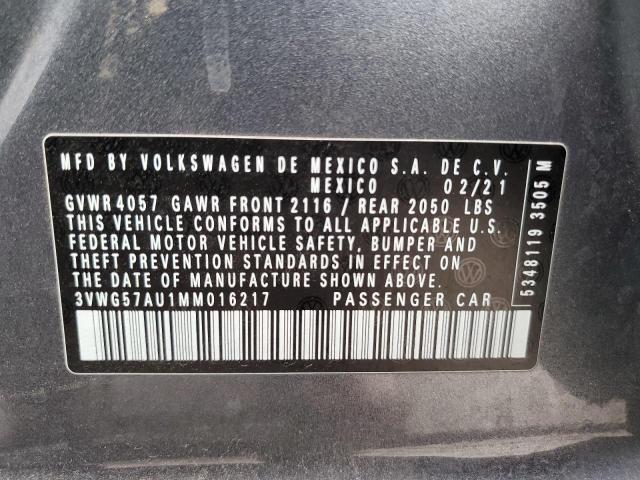 MFD BY VOLKSWAGEN DE MEXICO S.A. DE C.V.
MEXICO 02/21
GVWR 4057 GAWR FRONT 2116 / REAR 2050 LBS
THIS VEHICLE CONFORMS TO ALL APPLICABLE U.S.
FEDERAL MOTOR VEHICLE SAFETY, BUMPER AND
THEFT PREVENTION STANDARDS IN EFFECT ON
THE DATE OF MANUFACTURE SHOWN ABOVE.
3VWG57AU1MM016217 PASSENGER CAR
5348119 3505 M